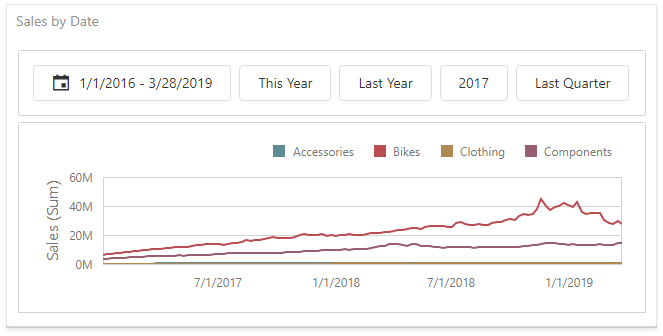 Sales by Date
1/1/2016 - 3/28/2019 This Year Last Year 2017 Last Quarter
Accessories Bikes Clothing Components
Sales (Sum)
60M
40M
20M
0M
7/1/2017 1/1/2018 7/1/2018 1/1/2019